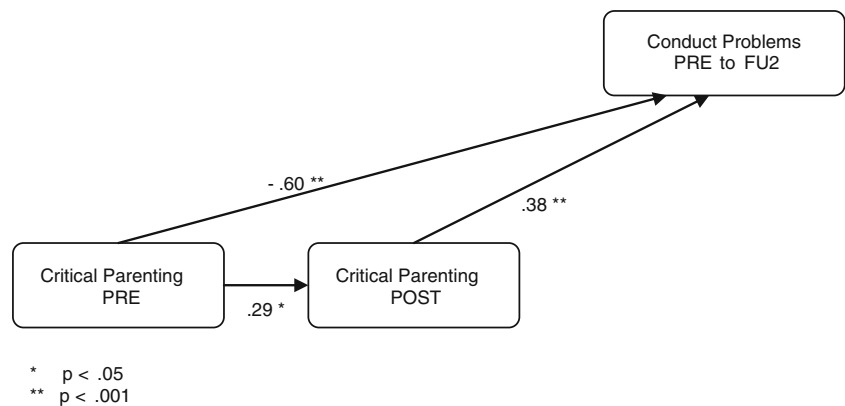 Conduct Problems
PRE to FU2
- .60 **
.38 **
Critical Parenting
PRE
.29 *
Critical Parenting
POST
* p < .05
** p < .001